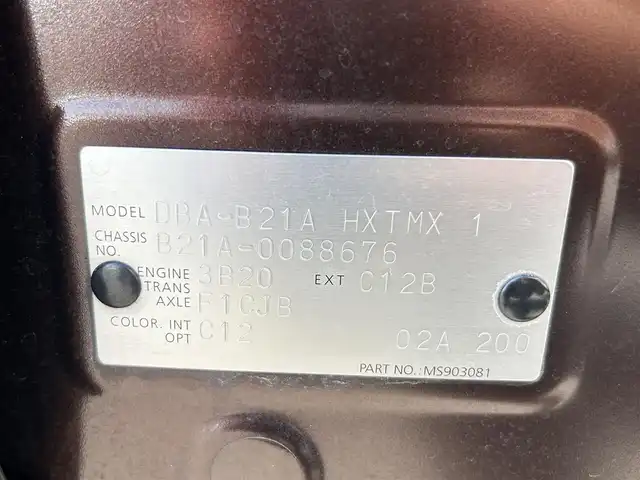 MODEL DBA-B21A HXTMX 1
CHASSIS NO. B21A-0088676
ENGINE 3B20 EXT C12B
TRANS AXLE F1CJB
COLOR. INT OPT C12 02A 200
PART NO.:MS903081